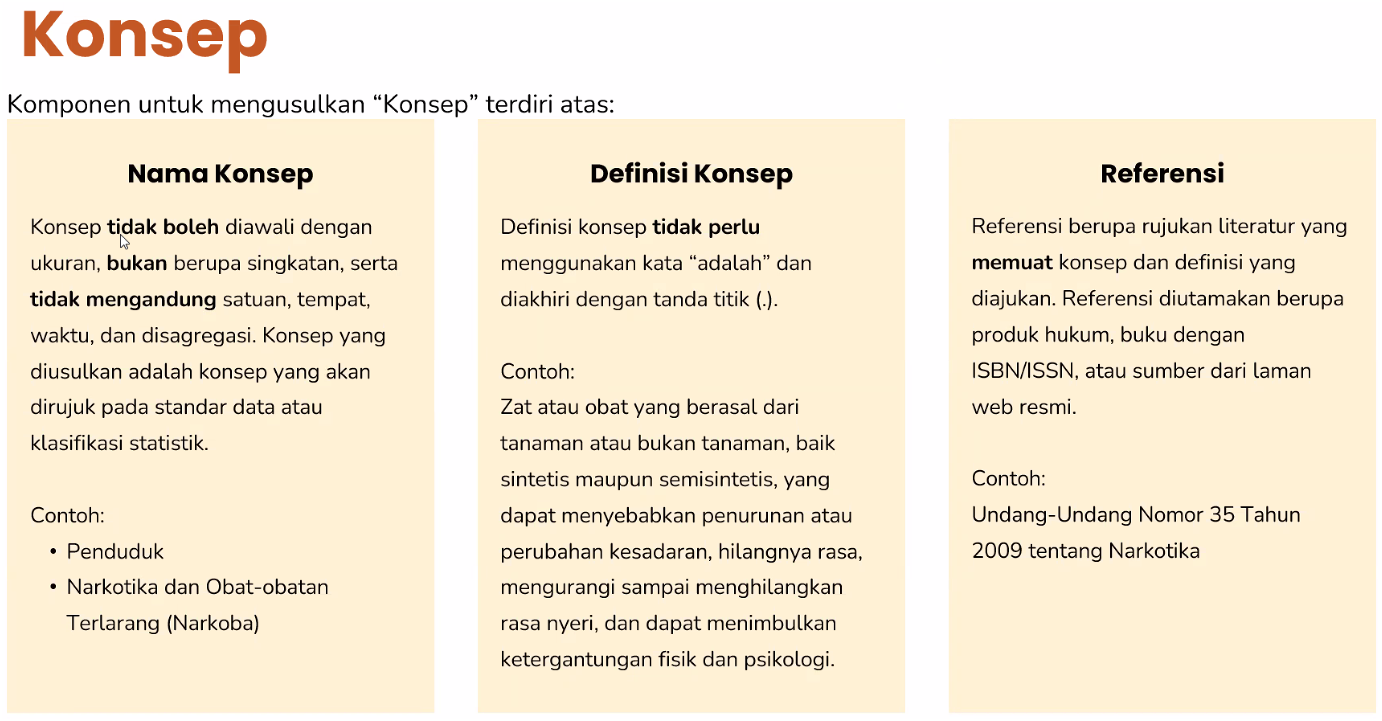 Konsep
Komponen untuk mengusulkan “Konsep” terdiri atas:
Nama Konsep
Konsep tidak boleh diawali dengan
ukuran, bukan berupa singkatan, serta
tidak mengandung satuan, tempat,
waktu, dan disagregasi. Konsep yang
diusulkan adalah konsep yang akan
dirujuk pada standar data atau
klasifikasi statistik.
Contoh:
• Penduduk
• Narkotika dan Obat-obatan
Terlarang (Narkoba)
Definisi Konsep
Definisi konsep tidak perlu
menggunakan kata “adalah” dan
diakhiri dengan tanda titik (.).
Contoh:
Zat atau obat yang berasal dari
tanaman atau bukan tanaman, baik
sintetis maupun semisintetis, yang
dapat menyebabkan penurunan atau
perubahan kesadaran, hilangnya rasa,
mengurangi sampai menghilangkan
rasa nyeri, dan dapat menimbulkan
ketergantungan fisik dan psikologi.
Referensi
Referensi berupa rujukan literatur yang
memuat konsep dan definisi yang
diajukan. Referensi diutamakan berupa
produk hukum, buku dengan
ISBN/ISSN, atau sumber dari laman
web resmi.
Contoh:
Undang-Undang Nomor 35 Tahun
2009 tentang Narkotika